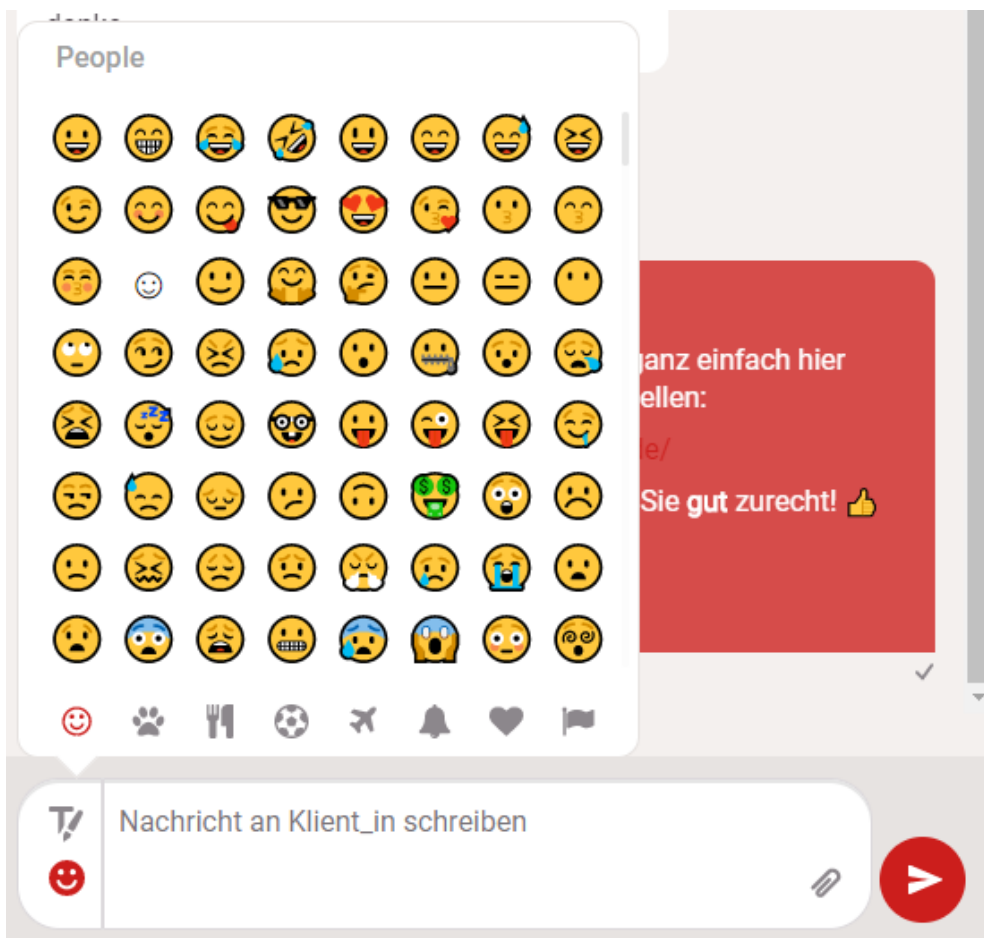 People
ganz einfach hier
ellen:
le/
Sie gut zurecht! 👍
Nachricht an Klient_in schreiben